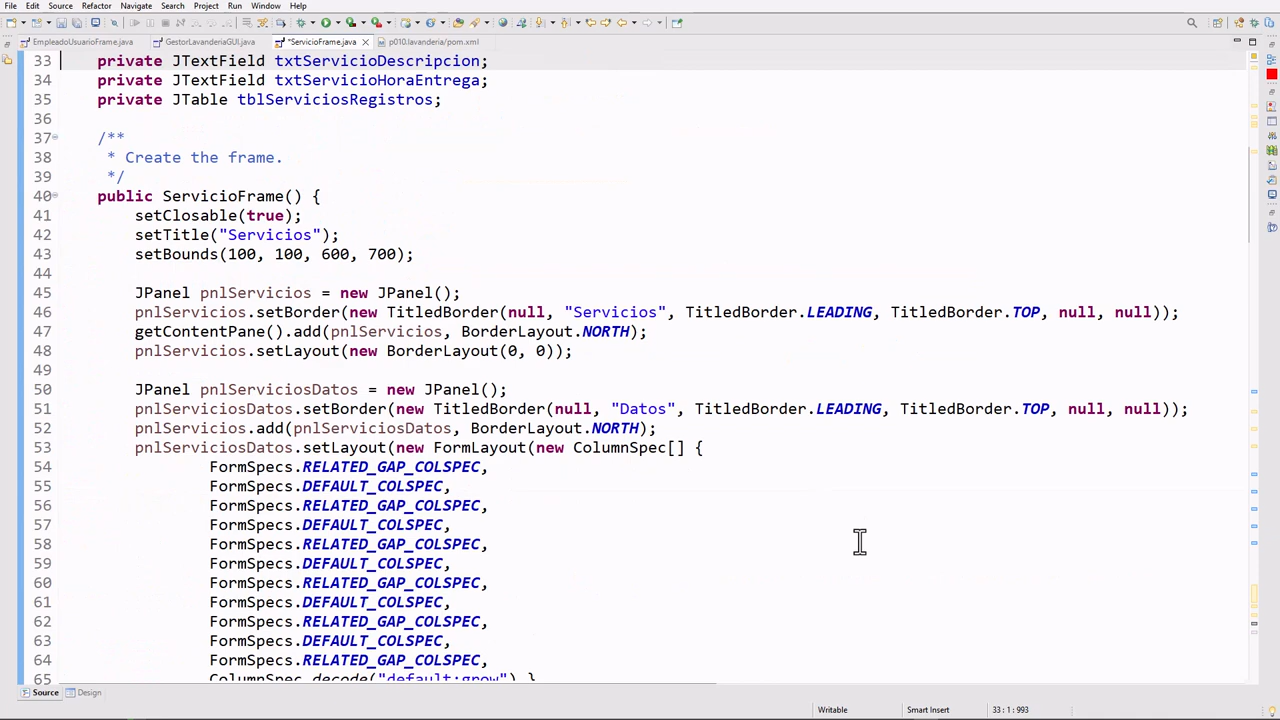 File Edit Source Refactor Navigate Search Project Run Window Help
EmpleadoUsuarioFrame.java GestorLavanderiaGUI.java *ServicioFrame.java p010.lavanderia/pom.xml
33 private JTextField txtServicioDescripcion;
34 private JTextField txtServicioHoraEntrega;
35 private JTable tblServiciosRegistros;
36
37 /**
38 * Create the frame.
39 */
40 public ServicioFrame() {
41 setClosable(true);
42 setTitle("Servicios");
43 setBounds(100, 100, 600, 700);
44
45 JPanel pnlServicios = new JPanel();
46 pnlServicios.setBorder(new TitledBorder(null, "Servicios", TitledBorder.LEADING, TitledBorder.TOP, null, null));
47 getContentPane().add(pnlServicios, BorderLayout.NORTH);
48 pnlServicios.setLayout(new BorderLayout(0, 0));
49
50 JPanel pnlServiciosDatos = new JPanel();
51 pnlServiciosDatos.setBorder(new TitledBorder(null, "Datos", TitledBorder.LEADING, TitledBorder.TOP, null, null));
52 pnlServicios.add(pnlServiciosDatos, BorderLayout.NORTH);
53 pnlServiciosDatos.setLayout(new FormLayout(new ColumnSpec[] {
54 FormSpecs.RELATED_GAP_COLSPEC,
55 FormSpecs.DEFAULT_COLSPEC,
56 FormSpecs.RELATED_GAP_COLSPEC,
57 FormSpecs.DEFAULT_COLSPEC,
58 FormSpecs.RELATED_GAP_COLSPEC,
59 FormSpecs.DEFAULT_COLSPEC,
60 FormSpecs.RELATED_GAP_COLSPEC,
61 FormSpecs.DEFAULT_COLSPEC,
62 FormSpecs.RELATED_GAP_COLSPEC,
63 FormSpecs.DEFAULT_COLSPEC,
64 FormSpecs.RELATED_GAP_COLSPEC,
65 ColumnSpec.decode("default:grow"),}
Source Design
Writable Smart Insert 33 : 1 : 993